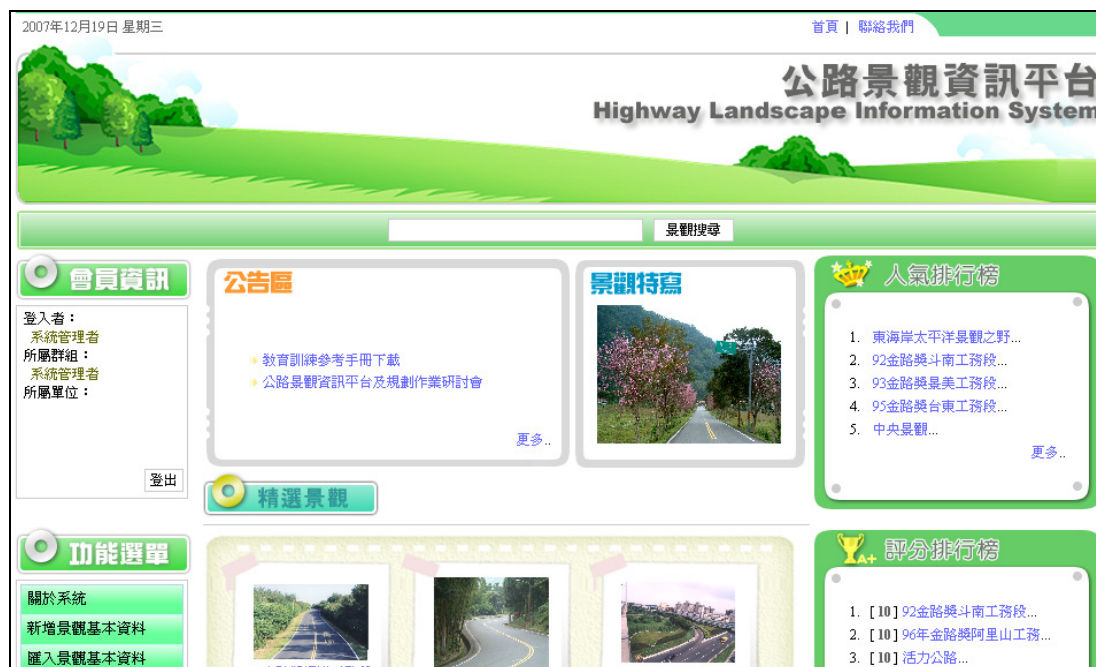 2007年12月19日 星期三
首頁 | 聯絡我們
公路景觀資訊平台
Highway Landscape Information System
景觀搜尋
會員資訊
登入者：
系統管理者
所屬群組：
系統管理者
所屬單位：
登出
公告區
教育訓練參考手冊下載
公路景觀資訊平台及規劃作業研討會
更多..
景觀特寫
人氣排行榜
1. 東海岸太平洋景觀之野...
2. 92金路獎斗南工務段...
3. 93金路獎景美工務段...
4. 95金路獎台東工務段...
5. 中央景觀...
更多..
精選景觀
功能選單
關於系統
新增景觀基本資料
匯入景觀基本資料
評分排行榜
1. [10] 92金路獎斗南工務段...
2. [10] 96年金路獎阿里山工務...
3. [10] 活力公路...